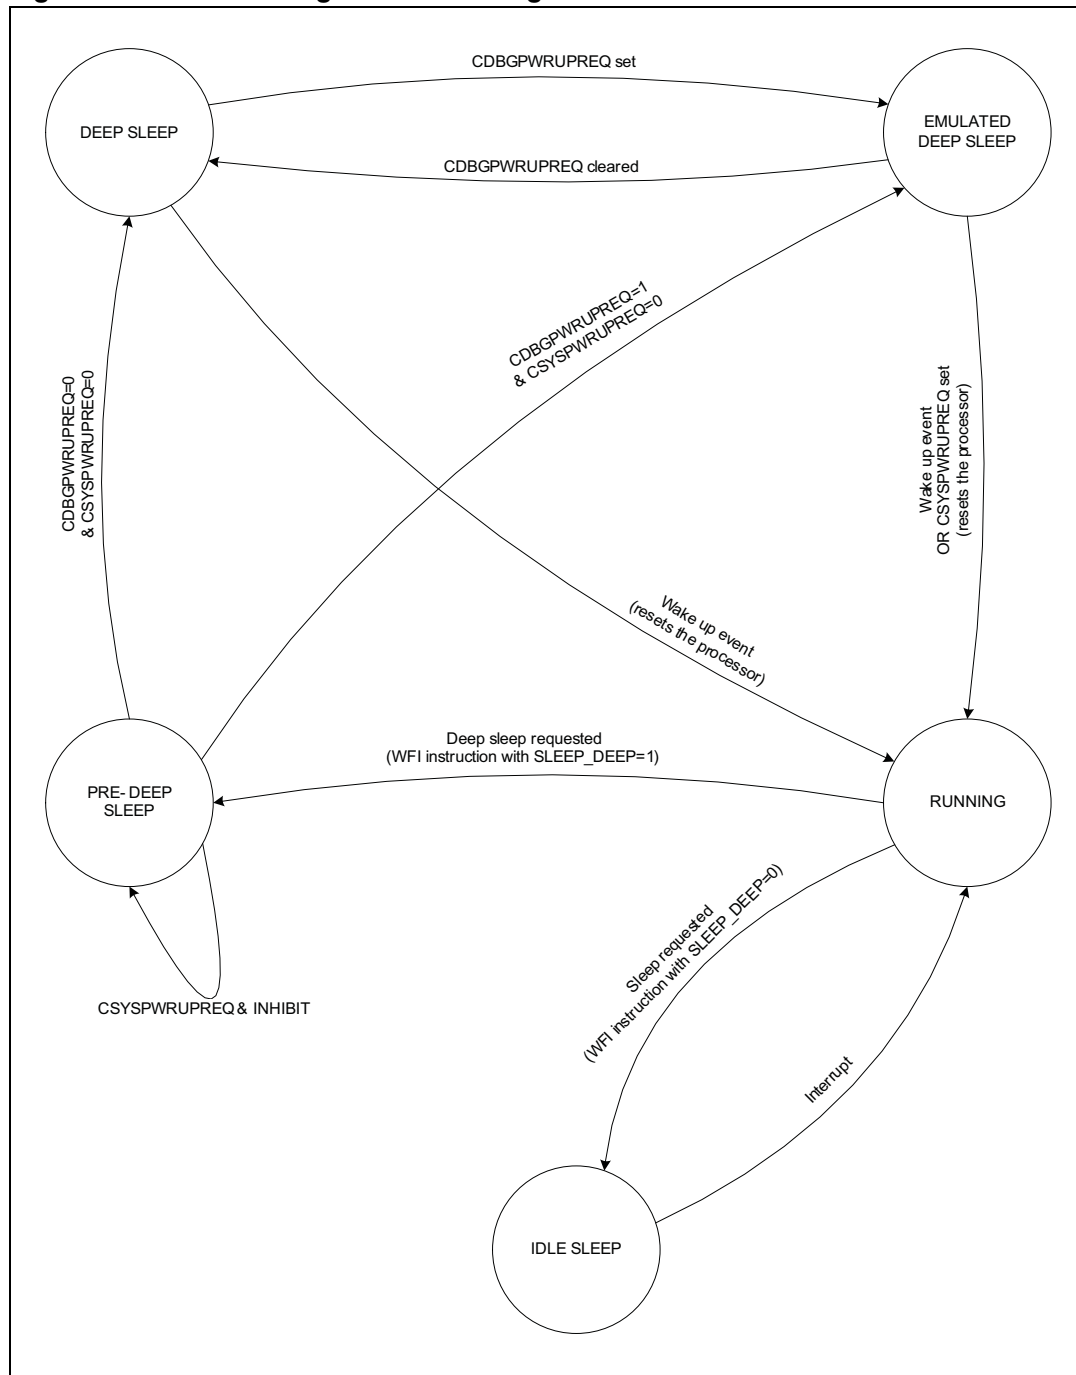 CDBGPWRUPREQ set
DEEP SLEEP
EMULATED
DEEP SLEEP
CDBGPWRUPREQ cleared
CDBGPWRUPREQ=1
& CSYSPWRUPREQ=0
CDBGPWRUPREQ=0
& CSYSPWRUPREQ=0
Wake up event
OR CSYSPWRUPREQ set
(resets the processor)
Wake up event
(resets the processor)
Deep sleep requested
(WFI instruction with SLEEP_DEEP=1)
PRE- DEEP
SLEEP
RUNNING
Sleep requested
(WFI instruction with SLEEP_DEEP=0)
CSYSPWRUPREQ & INHIBIT
Interrupt
IDLE SLEEP